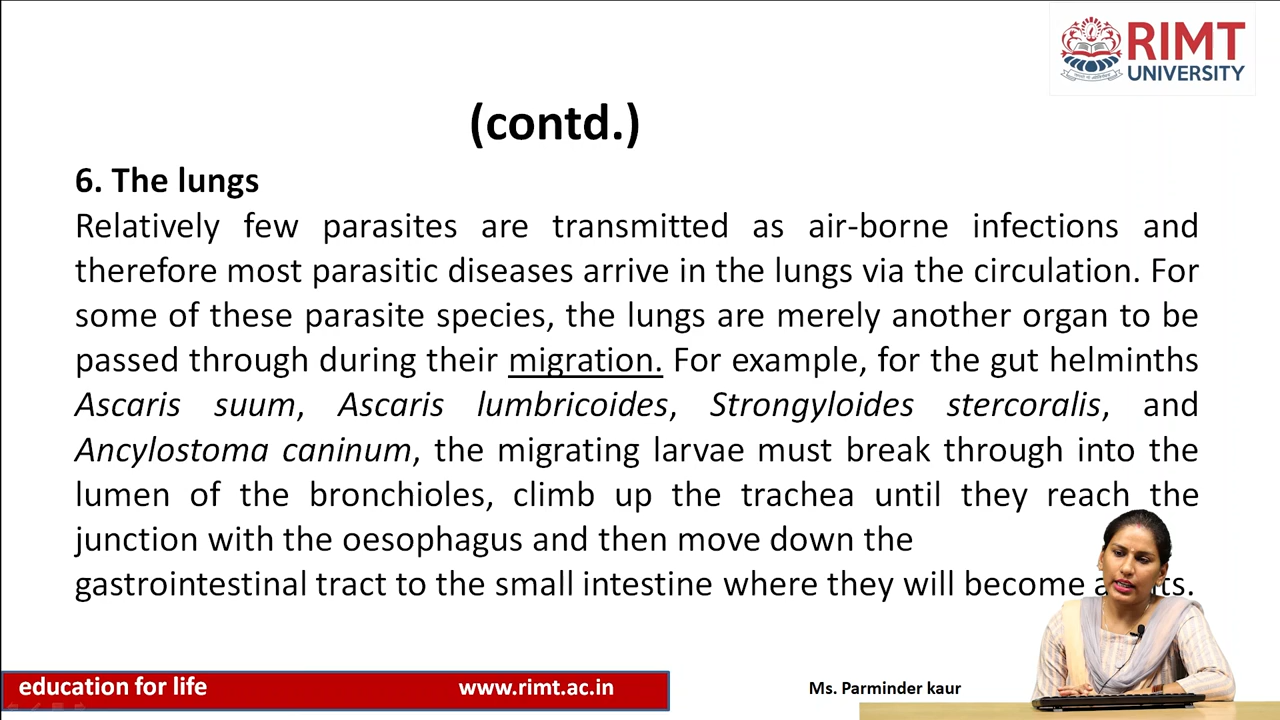 RIMT
UNIVERSITY
(contd.)
6. The lungs
Relatively few parasites are transmitted as air-borne infections and
therefore most parasitic diseases arrive in the lungs via the circulation. For
some of these parasite species, the lungs are merely another organ to be
passed through during their migration. For example, for the gut helminths
Ascaris suum, Ascaris lumbricoides, Strongyloides stercoralis, and
Ancylostoma caninum, the migrating larvae must break through into the
lumen of the bronchioles, climb up the trachea until they reach the
junction with the oesophagus and then move down the
gastrointestinal tract to the small intestine where they will become
education for life
www.rimt.ac.in
Ms. Parminder kaur